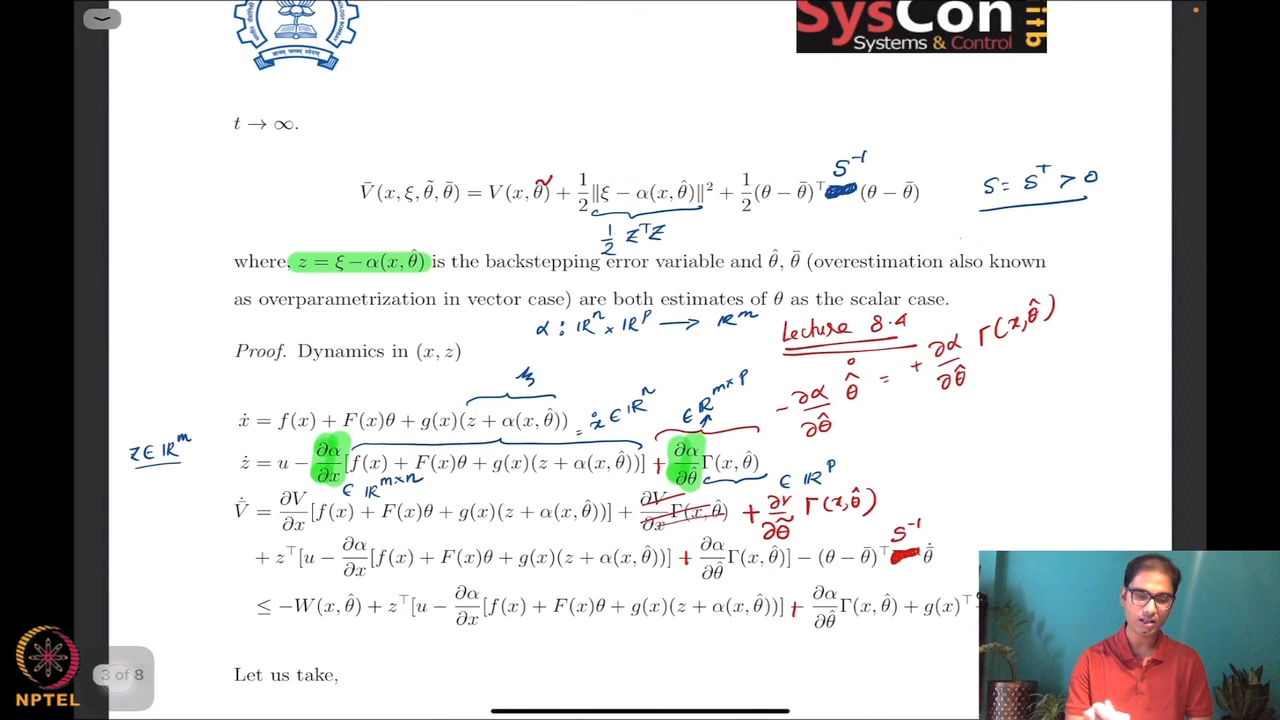 SysCon
Systems & Control
iitb
t → ∞.
S⁻¹
V̄(x, ξ, θ̃, θ̄) = V(x, θ̃) + 1/2 ‖ξ − α(x, θ̂)‖² + 1/2 (θ − θ̄)ᵀ (θ − θ̄)
S = Sᵀ > 0
1/2 zᵀz
where, z = ξ − α(x, θ̂) is the backstepping error variable and θ̂, θ̄ (overestimation also known
as overparametrization in vector case) are both estimates of θ as the scalar case.
α : ℝⁿ × ℝᵖ → ℝᵐ
Lecture 8.4
Proof. Dynamics in (x, z)
− ∂α/∂θ̂ θ̂̇ = + ∂α/∂θ̂ Γ(x, θ̂)
ξ
ẋ = f(x) + F(x)θ + g(x)(z + α(x, θ̂))
= ẋ ∈ ℝⁿ
∈ ℝᵐˣᵖ
z ∈ ℝᵐ
ż = u − ∂α/∂x [f(x) + F(x)θ + g(x)(z + α(x, θ̂))] + ∂α/∂θ̂ Γ(x, θ̂)
∈ ℝᵐˣⁿ
∈ ℝᵖ
V̄̇ = ∂V/∂x [f(x) + F(x)θ + g(x)(z + α(x, θ̂))] + ∂V/∂x Γ(x, θ̂) + ∂V/∂θ̃ Γ(x, θ̂)
S⁻¹
+ zᵀ[u − ∂α/∂x [f(x) + F(x)θ + g(x)(z + α(x, θ̂))] + ∂α/∂θ̂ Γ(x, θ̂)] − (θ − θ̄)ᵀ θ̄̇
≤ −W(x, θ̂) + zᵀ[u − ∂α/∂x [f(x) + F(x)θ + g(x)(z + α(x, θ̂))] + ∂α/∂θ̂ Γ(x, θ̂) + g(x)ᵀ
Let us take,
3 of 8
NPTEL